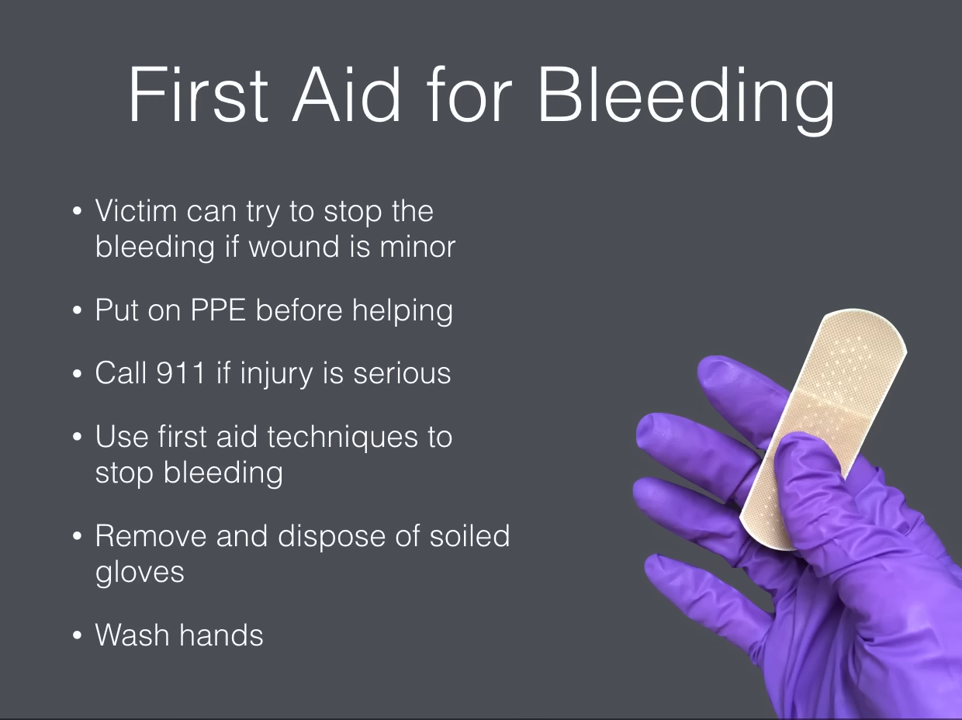 First Aid for Bleeding
• Victim can try to stop the
bleeding if wound is minor
• Put on PPE before helping
• Call 911 if injury is serious
• Use first aid techniques to
stop bleeding
• Remove and dispose of soiled
gloves
• Wash hands